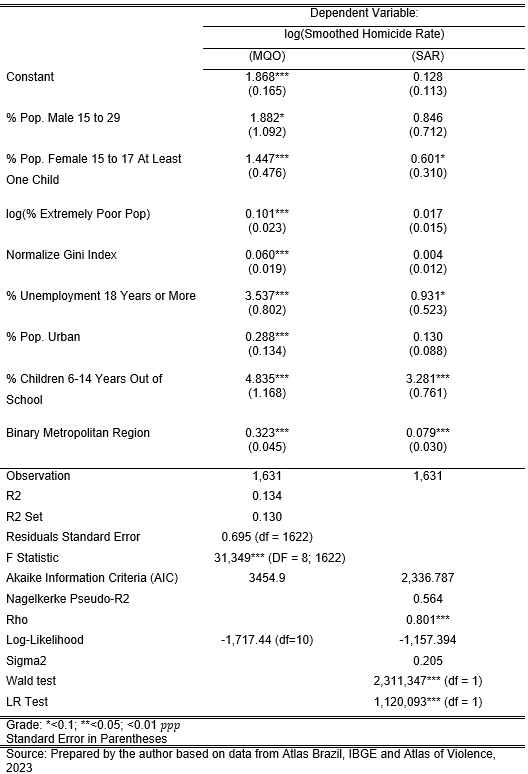 Dependent Variable:
log(Smoothed Homicide Rate)
(MQO) (SAR)
Constant 1.868*** 0.128
(0.165) (0.113)
% Pop. Male 15 to 29 1.882* 0.846
(1.092) (0.712)
% Pop. Female 15 to 17 At Least 1.447*** 0.601*
One Child (0.476) (0.310)
log(% Extremely Poor Pop) 0.101*** 0.017
(0.023) (0.015)
Normalize Gini Index 0.060*** 0.004
(0.019) (0.012)
% Unemployment 18 Years or More 3.537*** 0.931*
(0.802) (0.523)
% Pop. Urban 0.288*** 0.130
(0.134) (0.088)
% Children 6-14 Years Out of 4.835*** 3.281***
School (1.168) (0.761)
Binary Metropolitan Region 0.323*** 0.079***
(0.045) (0.030)
Observation 1,631 1,631
R2 0.134
R2 Set 0.130
Residuals Standard Error 0.695 (df = 1622)
F Statistic 31,349*** (DF = 8; 1622)
Akaike Information Criteria (AIC) 3454.9 2,336.787
Nagelkerke Pseudo-R2 0.564
Rho 0.801***
Log-Likelihood -1,717.44 (df=10) -1,157.394
Sigma2 0.205
Wald test 2,311,347*** (df = 1)
LR Test 1,120,093*** (df = 1)
Grade: *<0.1; **<0.05; <0.01 ppp
Standard Error in Parentheses
Source: Prepared by the author based on data from Atlas Brazil, IBGE and Atlas of Violence,
2023